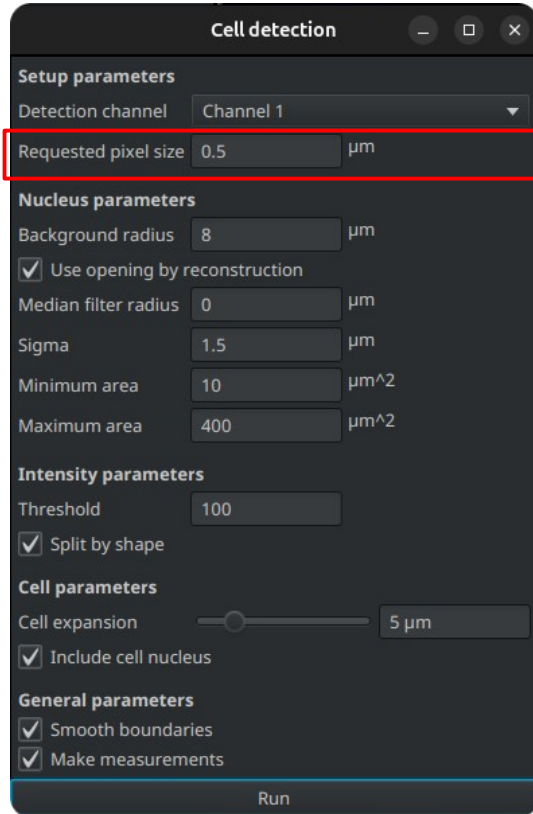 Cell detection
Setup parameters
Detection channel Channel 1
Requested pixel size 0.5 µm
Nucleus parameters
Background radius 8 µm
Use opening by reconstruction
Median filter radius 0 µm
Sigma 1.5 µm
Minimum area 10 µm^2
Maximum area 400 µm^2
Intensity parameters
Threshold 100
Split by shape
Cell parameters
Cell expansion 5 µm
Include cell nucleus
General parameters
Smooth boundaries
Make measurements
Run